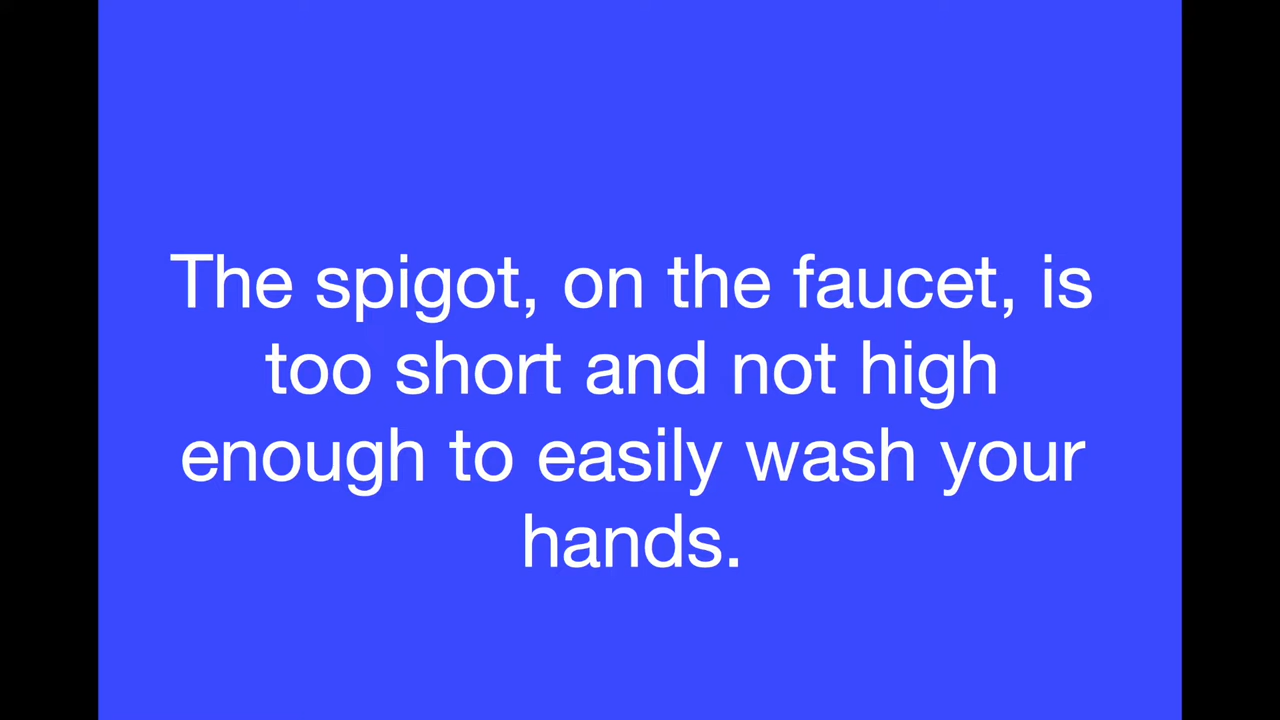 The spigot, on the faucet, is
too short and not high
enough to easily wash your
hands.